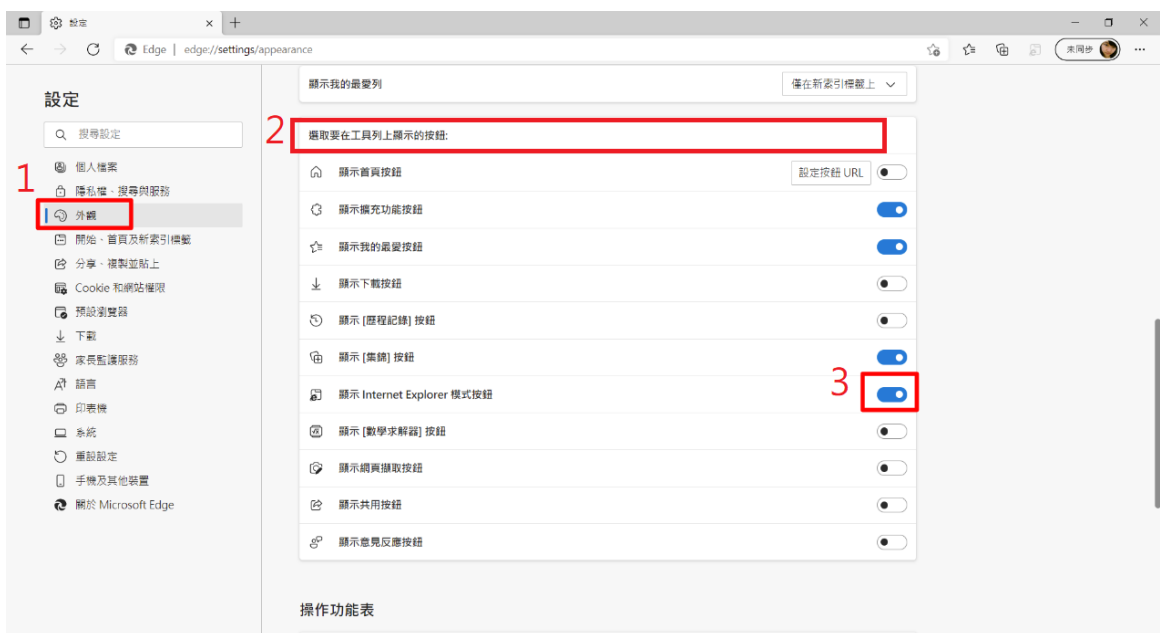 設定
Edge | edge://settings/appearance
未同步
設定
搜尋設定
1
個人檔案
隱私權、搜尋與服務
外觀
開始、首頁及新索引標籤
分享、複製並貼上
Cookie 和網站權限
預設瀏覽器
下載
家長監護服務
語言
印表機
系統
重設設定
手機及其他裝置
關於 Microsoft Edge
顯示我的最愛列
僅在新索引標籤上
2
選取要在工具列上顯示的按鈕:
顯示首頁按鈕
設定按鈕 URL
顯示擴充功能按鈕
顯示我的最愛按鈕
顯示下載按鈕
顯示 [歷程記錄] 按鈕
顯示 [集錦] 按鈕
顯示 Internet Explorer 模式按鈕
3
顯示 [數學求解器] 按鈕
顯示網頁擷取按鈕
顯示共用按鈕
顯示意見反應按鈕
操作功能表